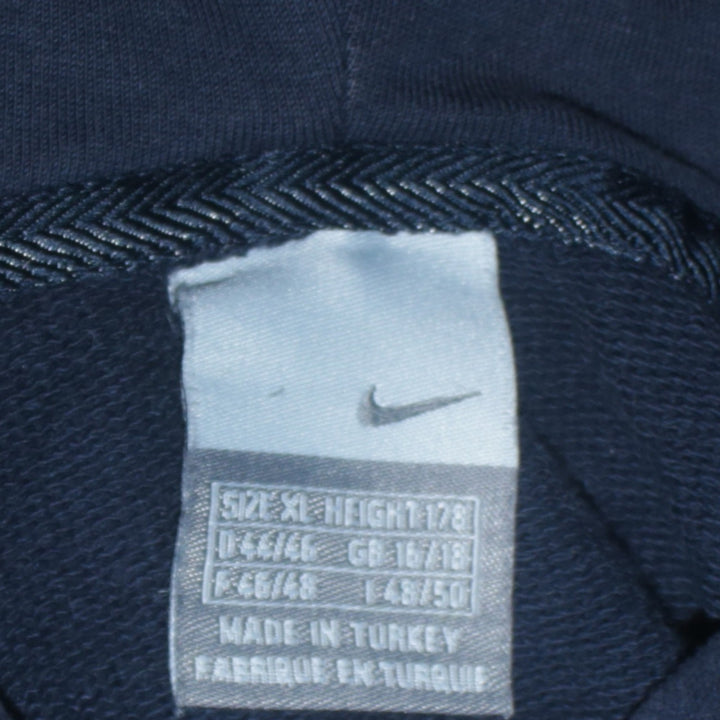 SIZE XL HEIGHT 178
D 44/46 GB 16/18
F 46/48 I 48/50
MADE IN TURKEY
FABRIQUE EN TURQUIE